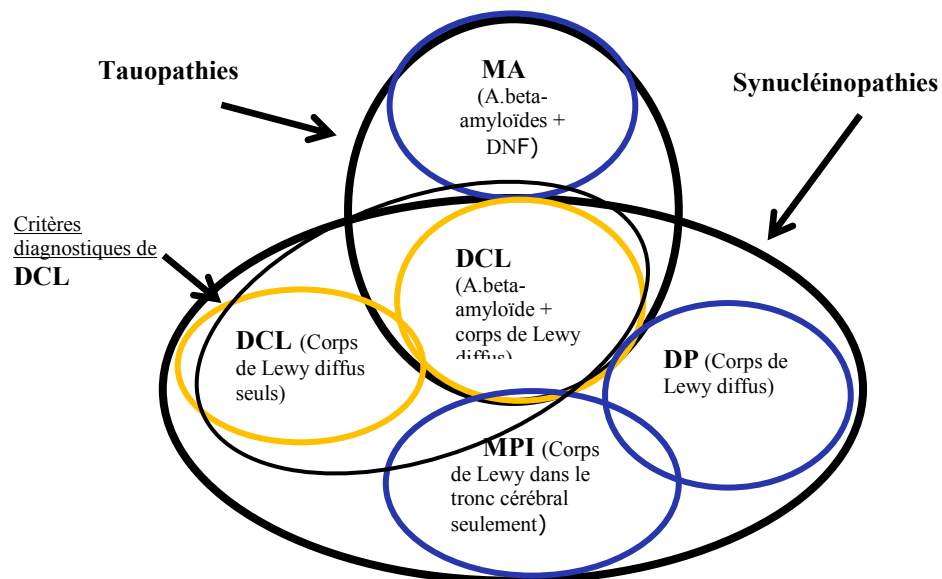 Tauopathies
MA
(A.beta-
amyloïdes +
DNF)
Synucléinopathies
Critères
diagnostiques de
DCL
DCL
(A.beta-
amyloïde +
corps de Lewy
diffus)
DCL (Corps
de Lewy diffus
seuls)
DP (Corps de
Lewy diffus)
MPI (Corps
de Lewy dans le
tronc cérébral
seulement)